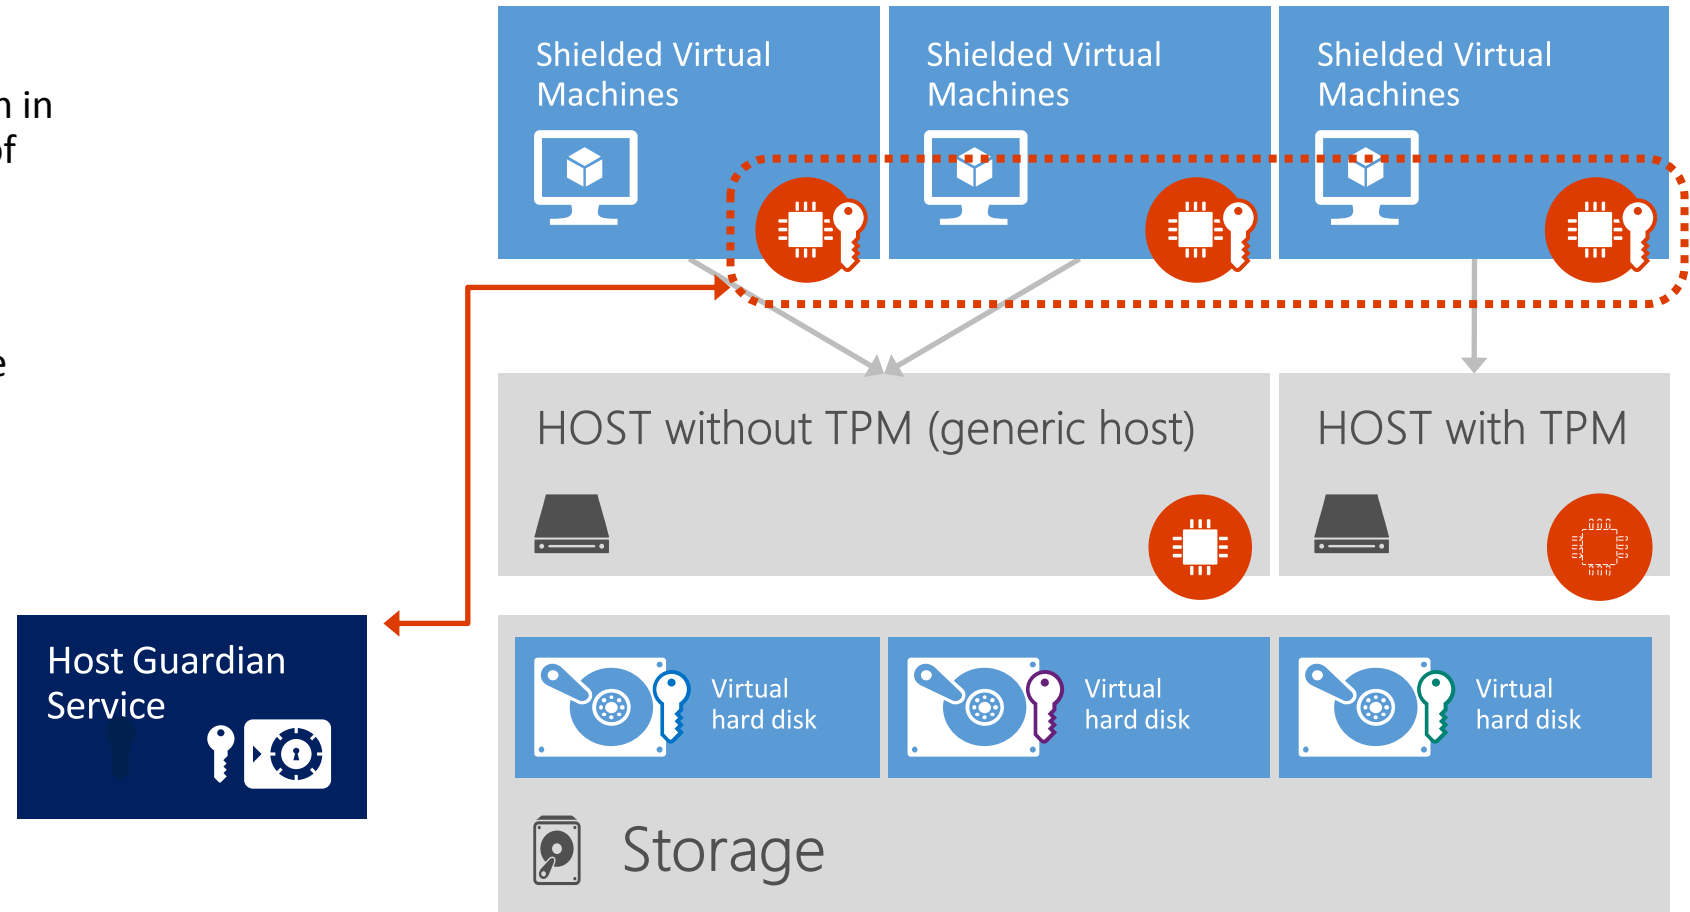 n in
of
e
Shielded Virtual
Machines
Shielded Virtual
Machines
Shielded Virtual
Machines
HOST without TPM (generic host)
HOST with TPM
Host Guardian
Service
Virtual
hard disk
Virtual
hard disk
Virtual
hard disk
Storage